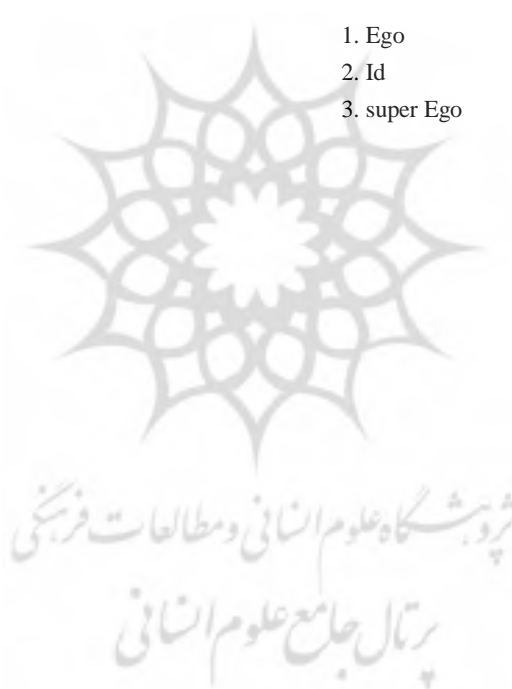 1. Ego
2. Id
3. super Ego
پژوهشگاه علوم انسانی و مطالعات فرهنگی
پرتال جامع علوم انسانی